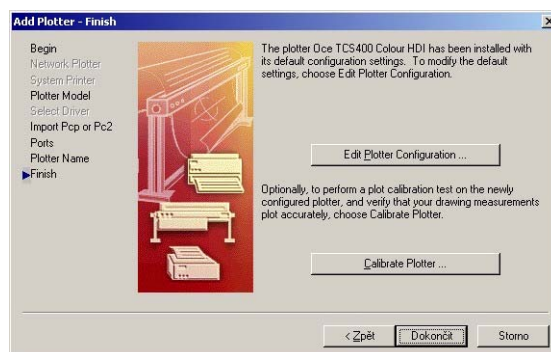 Add Plotter - Finish
Begin
Network Plotter
System Printer
Plotter Model
Select Driver
Import Pcp or Pc2
Ports
Plotter Name
Finish
The plotter Oce TCS400 Colour HDI has been installed with
its default configuration settings. To modify the default
settings, choose Edit Plotter Configuration.
Edit Plotter Configuration ...
Optionally, to perform a plot calibration test on the newly
configured plotter, and verify that your drawing measurements
plot accurately, choose Calibrate Plotter.
Calibrate Plotter ...
< Zpět
Dokončit
Storno